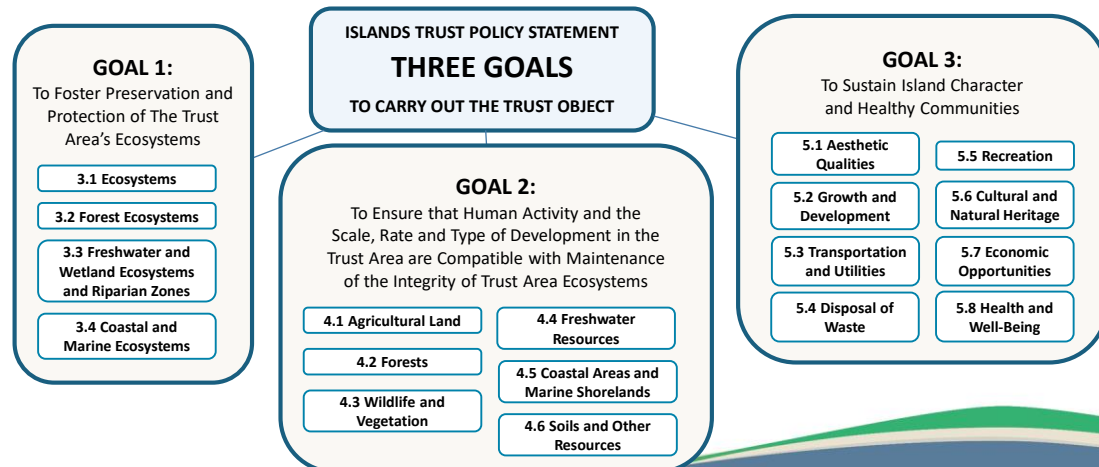 ISLANDS TRUST POLICY STATEMENT
THREE GOALS
TO CARRY OUT THE TRUST OBJECT
GOAL 1:
To Foster Preservation and
Protection of The Trust
Area's Ecosystems
3.1 Ecosystems
3.2 Forest Ecosystems
3.3 Freshwater and
Wetland Ecosystems
and Riparian Zones
3.4 Coastal and
Marine Ecosystems
GOAL 2:
To Ensure that Human Activity and the
Scale, Rate and Type of Development in the
Trust Area are Compatible with Maintenance
of the Integrity of Trust Area Ecosystems
4.1 Agricultural Land
4.2 Forests
4.3 Wildlife and
Vegetation
4.4 Freshwater
Resources
4.5 Coastal Areas and
Marine Shorelands
4.6 Soils and Other
Resources
GOAL 3:
To Sustain Island Character
and Healthy Communities
5.1 Aesthetic
Qualities
5.2 Growth and
Development
5.3 Transportation
and Utilities
5.4 Disposal of
Waste
5.5 Recreation
5.6 Cultural and
Natural Heritage
5.7 Economic
Opportunities
5.8 Health and
Well-Being